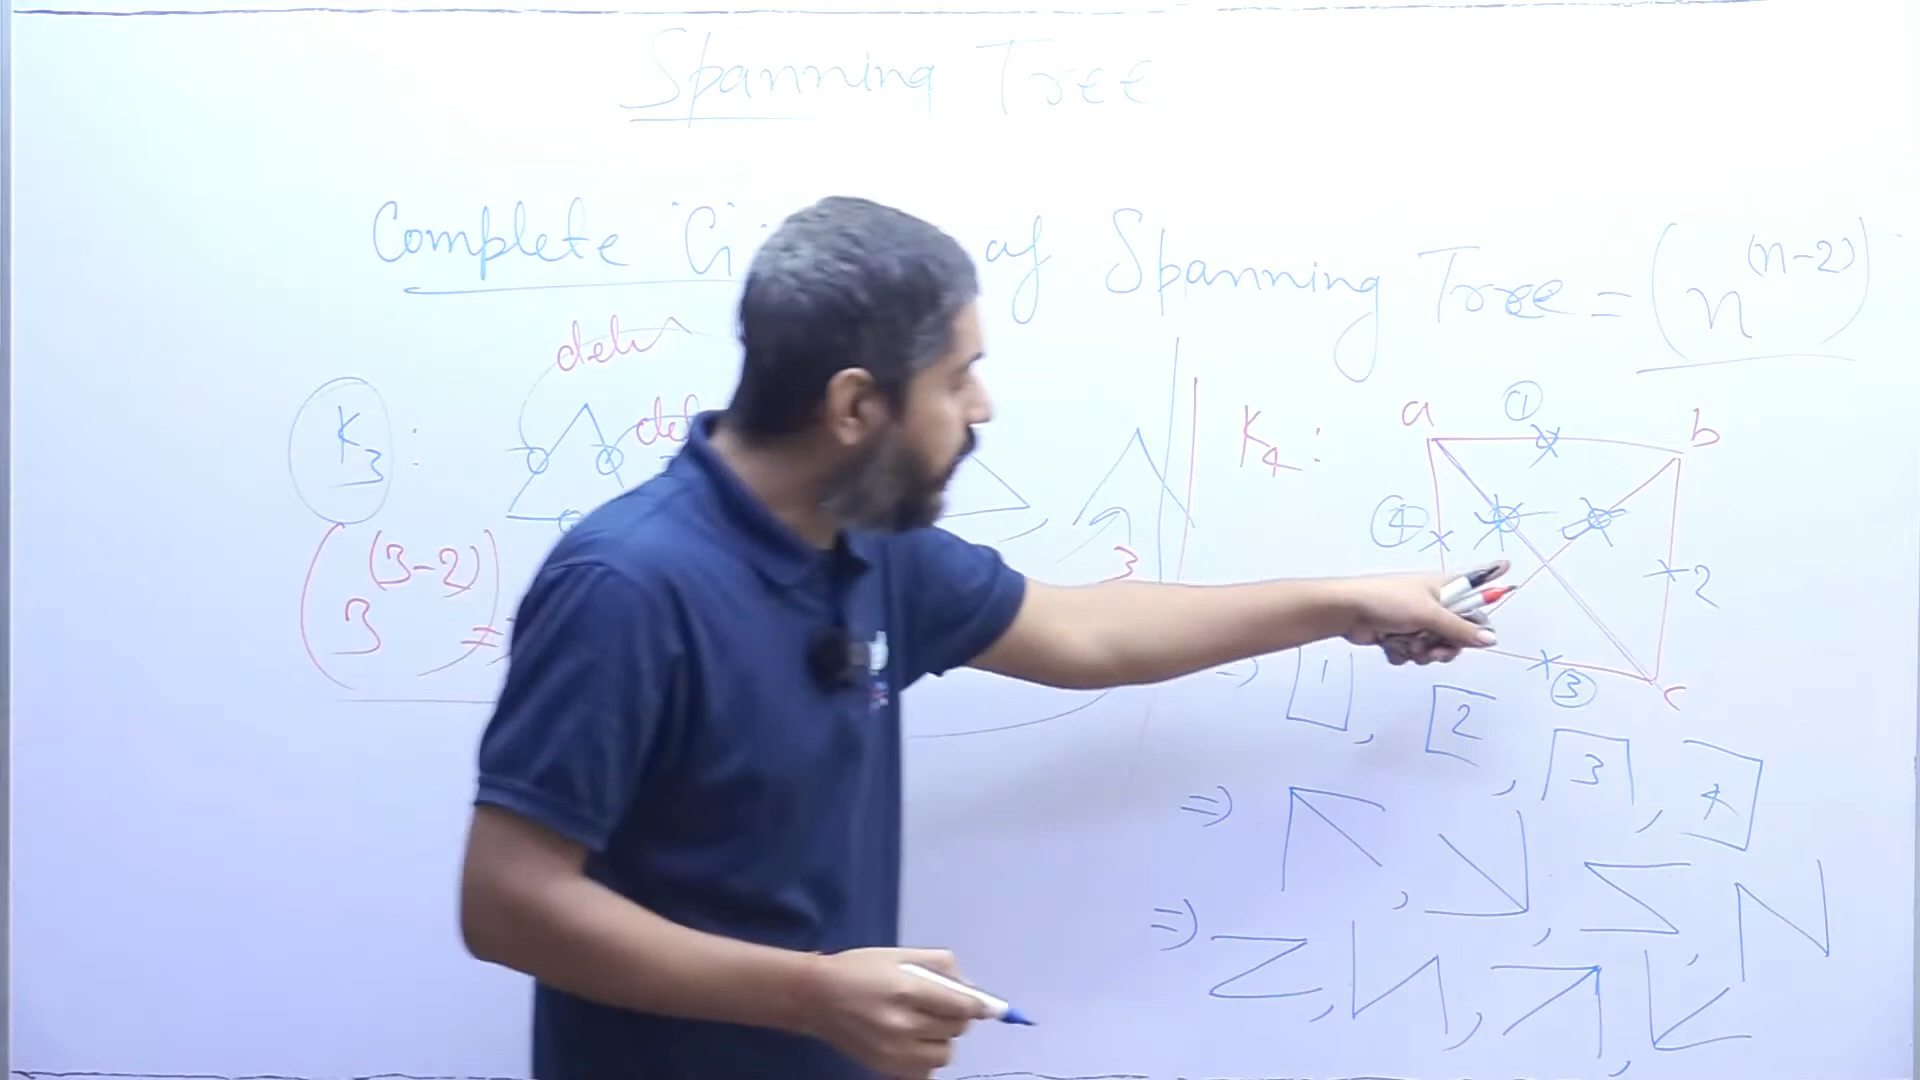 Spanning Tree
Complete G of Spanning Tree = (n^(n-2))
del
del
K3 :
3^(3-2) =
3
K4 :
a
①
b
④
2
③
c
=) 1 , 2 , 3 , 4
=) , , ,
=) , , ,